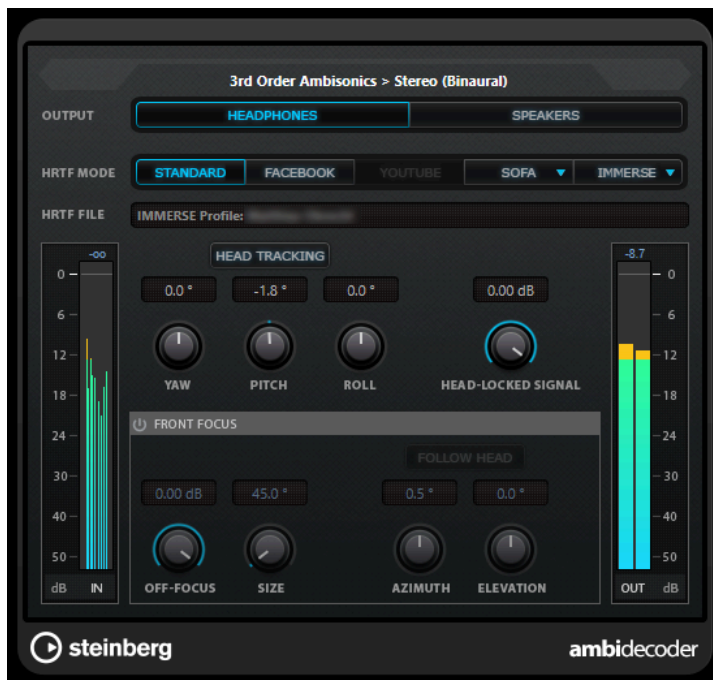 3rd Order Ambisonics > Stereo (Binaural)
OUTPUT HEADPHONES SPEAKERS
HRTF MODE STANDARD FACEBOOK YOUTUBE SOFA IMMERSE
HRTF FILE IMMERSE Profile:
-∞ HEAD TRACKING -8.7
0 0.0 ° -1.8 ° 0.0 ° 0.00 dB 0
6 6
12 12
YAW PITCH ROLL HEAD-LOCKED SIGNAL
18 18
FRONT FOCUS
24 24
FOLLOW HEAD
30 0.00 dB 45.0 ° 0.5 ° 0.0 ° 30
40 40
50 50
dB IN OFF-FOCUS SIZE AZIMUTH ELEVATION OUT dB
steinberg ambidecoder